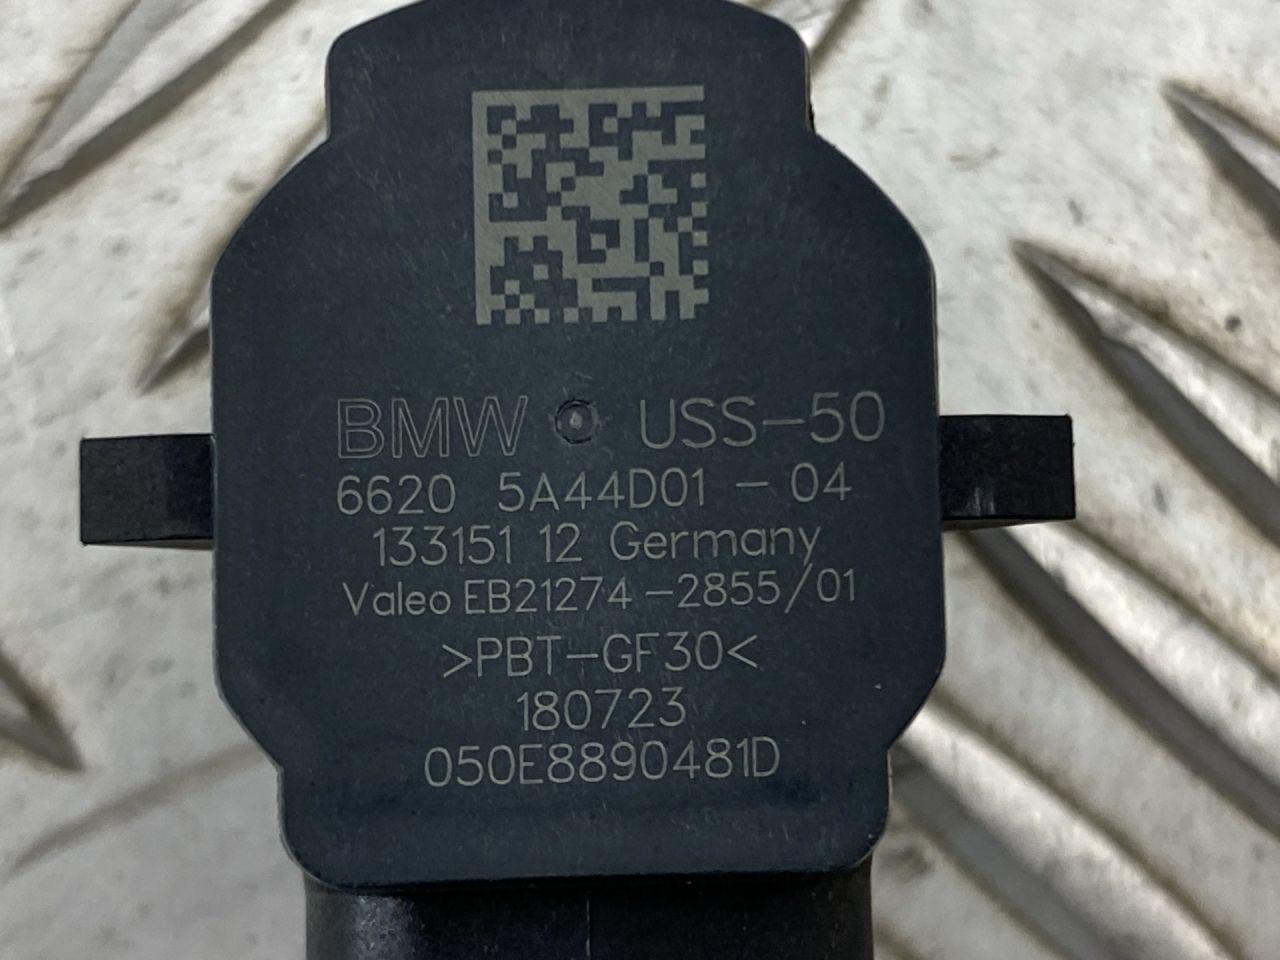 BMW USS-50
6620 5A44D01 - 04
133151 12 Germany
Valeo EB21274-2855/01
>PBT-GF30<
180723
050E8890481D